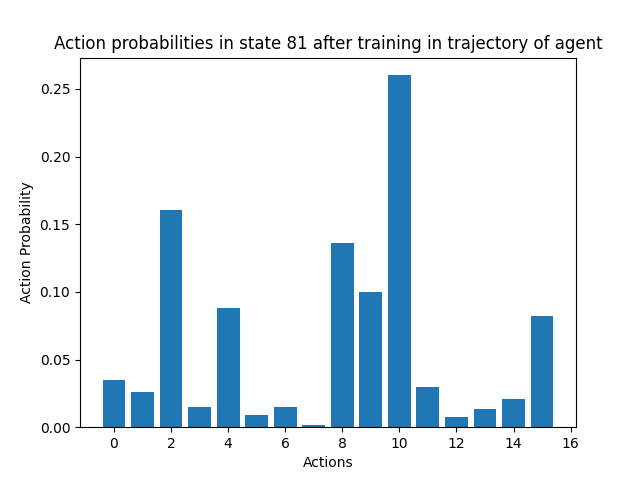 Action probabilities in state 81 after training in trajectory of agent
0.25
0.20
0.15
0.10
0.05
0.00
Action Probability
0 2 4 6 8 10 12 14 16
Actions